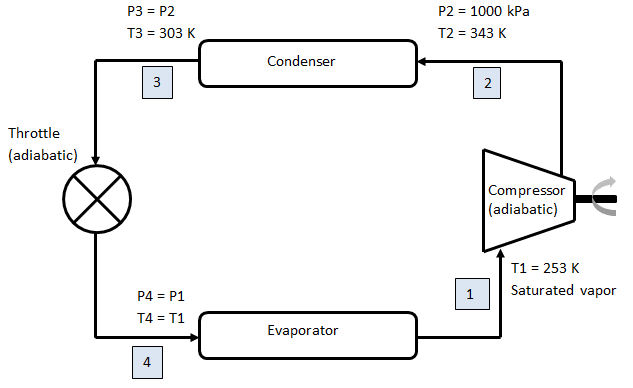 P3 = P2
T3 = 303 K
P2 = 1000 kPa
T2 = 343 K
Condenser
3
2
Throttle
(adiabatic)
Compressor
(adiabatic)
T1 = 253 K
Saturated vapor
1
P4 = P1
T4 = T1
Evaporator
4